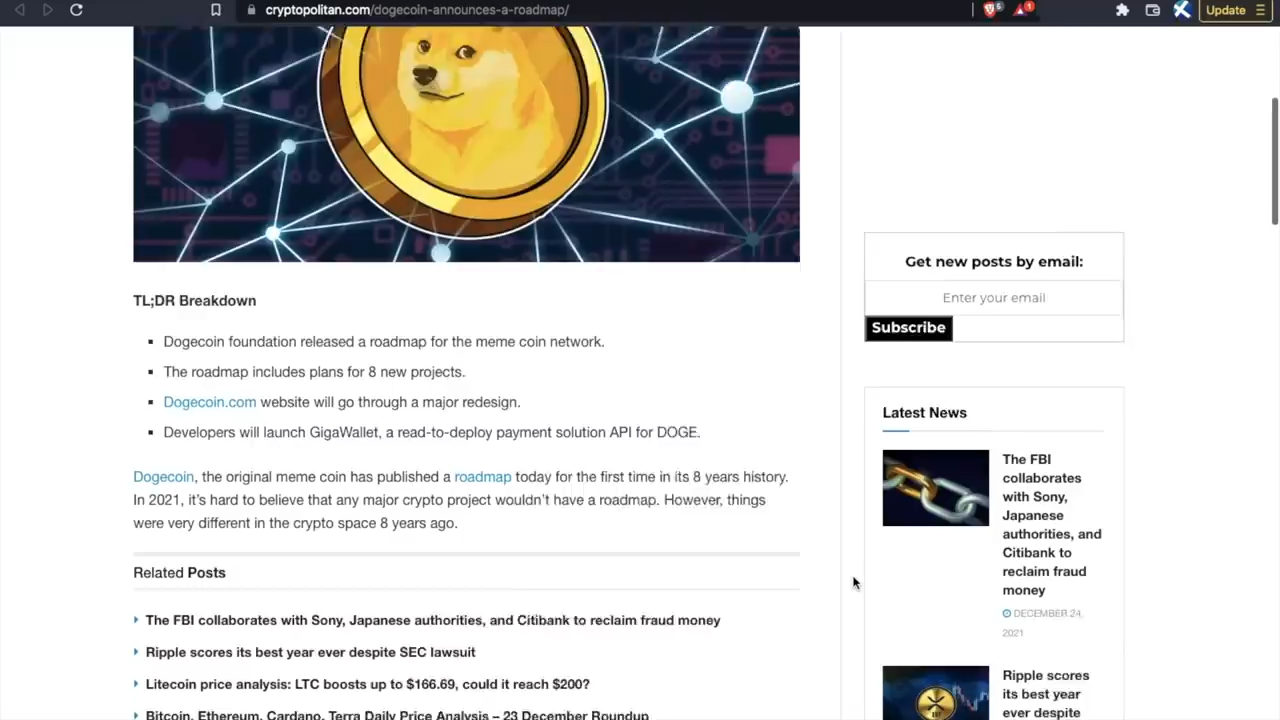 cryptopolitan.com/dogecoin-announces-a-roadmap/
6
1
Update
TL;DR Breakdown
Dogecoin foundation released a roadmap for the meme coin network.
The roadmap includes plans for 8 new projects.
Dogecoin.com website will go through a major redesign.
Developers will launch GigaWallet, a read-to-deploy payment solution API for DOGE.
Dogecoin, the original meme coin has published a roadmap today for the first time in its 8 years history.
In 2021, it's hard to believe that any major crypto project wouldn't have a roadmap. However, things
were very different in the crypto space 8 years ago.
Related Posts
The FBI collaborates with Sony, Japanese authorities, and Citibank to reclaim fraud money
Ripple scores its best year ever despite SEC lawsuit
Litecoin price analysis: LTC boosts up to $166.69, could it reach $200?
Bitcoin, Ethereum, Cardano, Terra Daily Price Analysis – 23 December Roundup
Get new posts by email:
Enter your email
Subscribe
Latest News
The FBI
collaborates
with Sony,
Japanese
authorities, and
Citibank to
reclaim fraud
money
DECEMBER 24,
2021
Ripple scores
its best year
ever despite